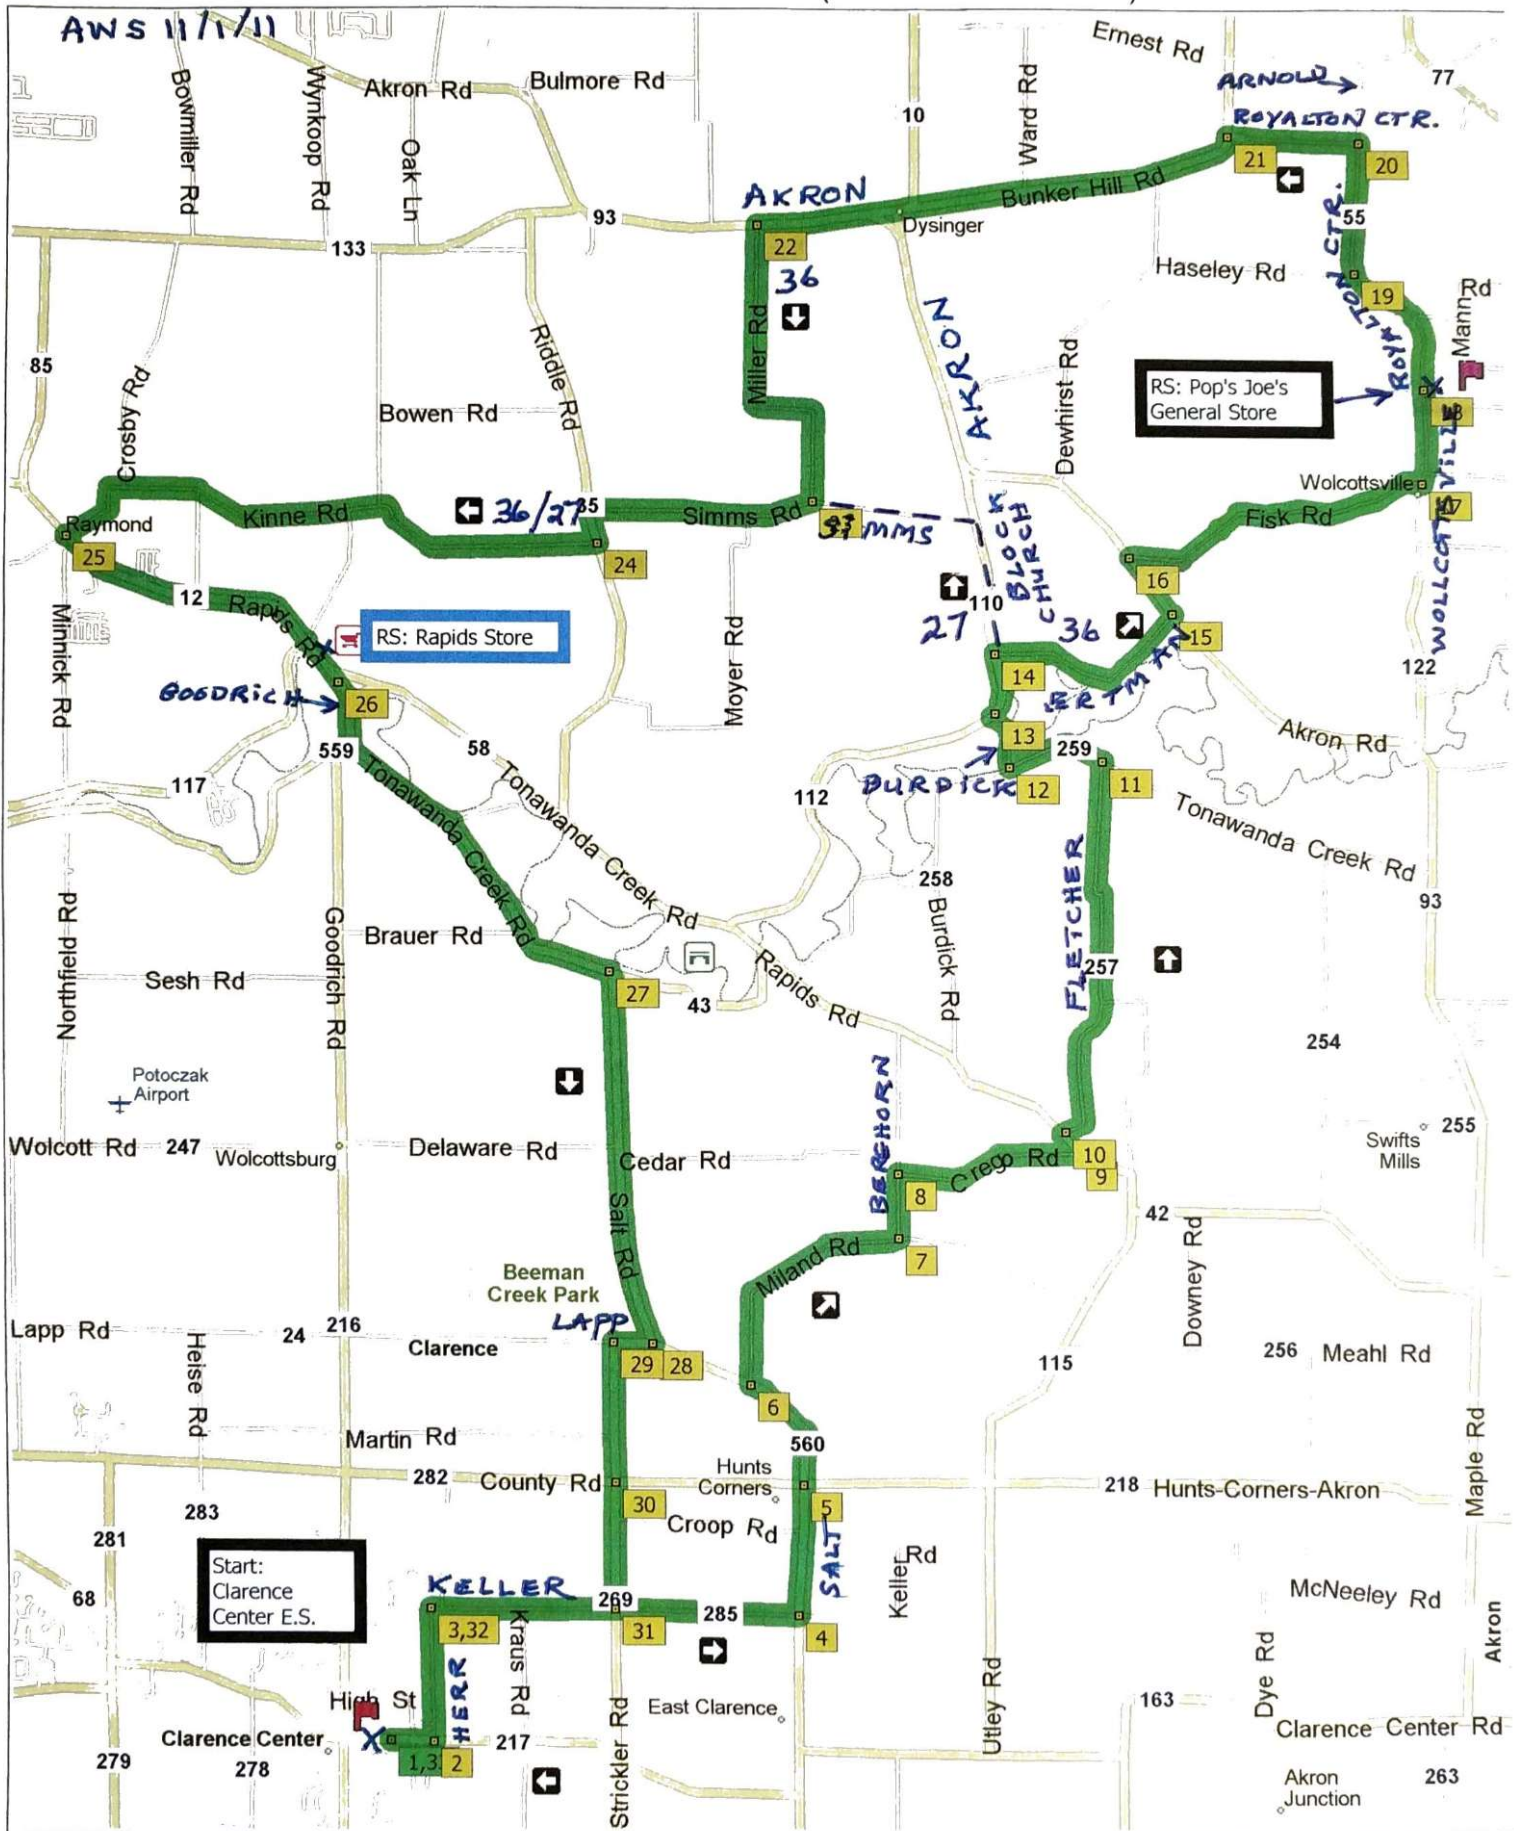 AWS 11/1/11
Ernest Rd
ARNOLD
77
Akron Rd
Bulmore Rd
Bowmiller Rd
Wynkoop Rd
Oak Ln
10
Ward Rd
ROYALTON CTR.
21
20
AKRON
Bunker Hill Rd
55
93
Dysinger
133
22
36
Haseley Rd
ROYALTON CTR.
19
Mann Rd
85
Crosby Rd
Riddle Rd
Miller Rd
AKRON
Dewhirst Rd
RS: Pop's Joe's
General Store
18
Bowen Rd
Wolcottsville
17
WOLLCOTTSVILLE
Raymond
Kinne Rd
36/27
35
Simms Rd
SIMMS
BLOCK
CHURCH
Fisk Rd
25
24
16
12
Rapids Rd
110
RS: Rapids Store
27
36
15
Minnick Rd
Moyer Rd
14
ERTMAN
122
GOODRICH
26
13
Akron Rd
559
58
259
117
Tonawanda Creek Rd
Tonawanda Creek Rd
112
BURDICK
12
11
Tonawanda Creek Rd
258
FLETCHER
93
Northfield Rd
Goodrich Rd
Brauer Rd
Burdick Rd
Sesh Rd
27
43
Rapids Rd
257
254
Potoczak
Airport
BERGHORN
Wolcott Rd
247
Wolcottsburg
Delaware Rd
Cedar Rd
Crego Rd
10
9
Swifts
Mills
255
8
Salt Rd
42
Miland Rd
7
Downey Rd
Beeman
Creek Park
LAPP
Lapp Rd
24
216
Clarence
29
28
115
256
Meahl Rd
Heise Rd
6
Martin Rd
560
Maple Rd
282
County Rd
Hunts
Corners
218
Hunts-Corners-Akron
283
30
5
281
Croop Rd
SALT
Start:
Clarence
Center E.S.
Keller Rd
68
KELLER
269
285
McNeeley Rd
3,32
Kraus Rd
31
4
Akron
HERR
High St
East Clarence
Utley Rd
163
Dye Rd
Clarence Center
217
Strickler Rd
Clarence Center Rd
279
278
1,3
2
Akron
Junction
263